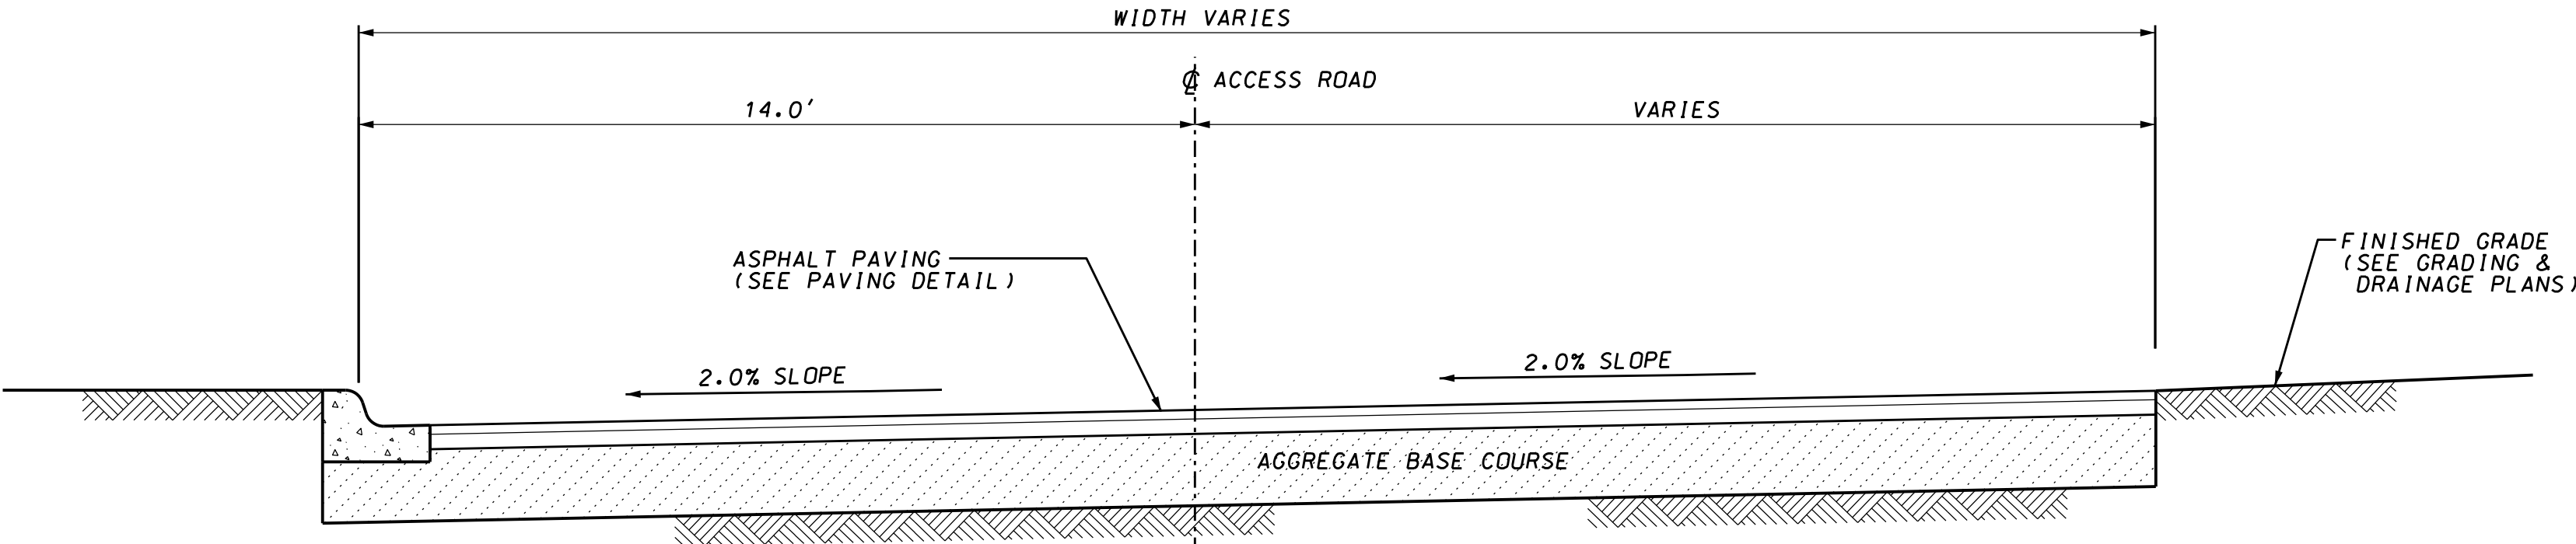 WIDTH VARIES
℄ ACCESS ROAD
14.0'
VARIES
FINISHED GRADE
(SEE GRADING &
DRAINAGE PLANS)
ASPHALT PAVING
(SEE PAVING DETAIL)
2.0% SLOPE
2.0% SLOPE
AGGREGATE BASE COURSE